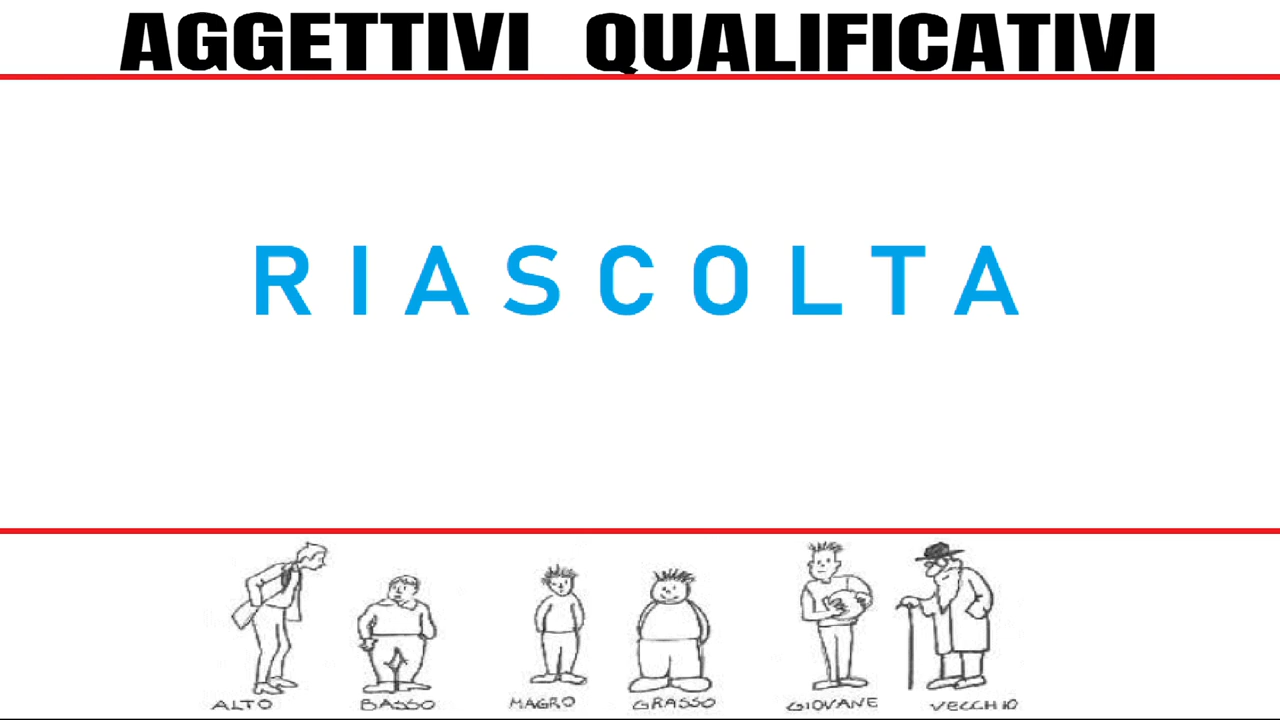 AGGETTIVI QUALIFICATIVI
RIASCOLTA
ALTO BASSO MAGRO GRASSO GIOVANE VECCHIO